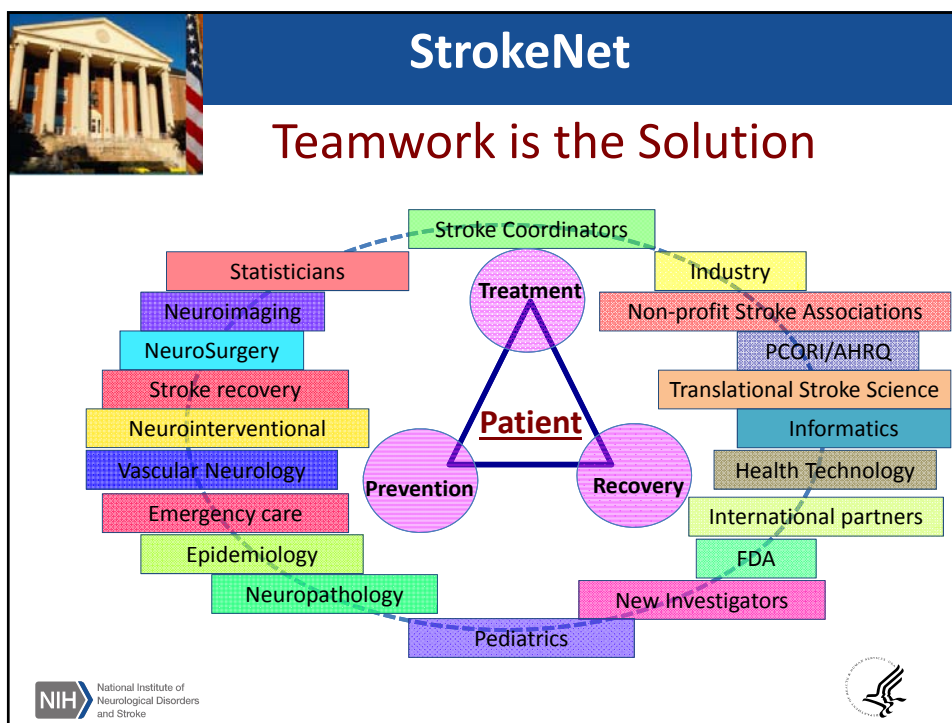 StrokeNet
Teamwork is the Solution
Stroke Coordinators
Statisticians
Neuroimaging
NeuroSurgery
Stroke recovery
Neurointerventional
Vascular Neurology
Emergency care
Epidemiology
Neuropathology
Pediatrics
Treatment
Patient
Prevention
Recovery
Industry
Non-profit Stroke Associations
PCORI/AHRQ
Translational Stroke Science
Informatics
Health Technology
International partners
FDA
New Investigators
NIH
National Institute of
Neurological Disorders
and Stroke